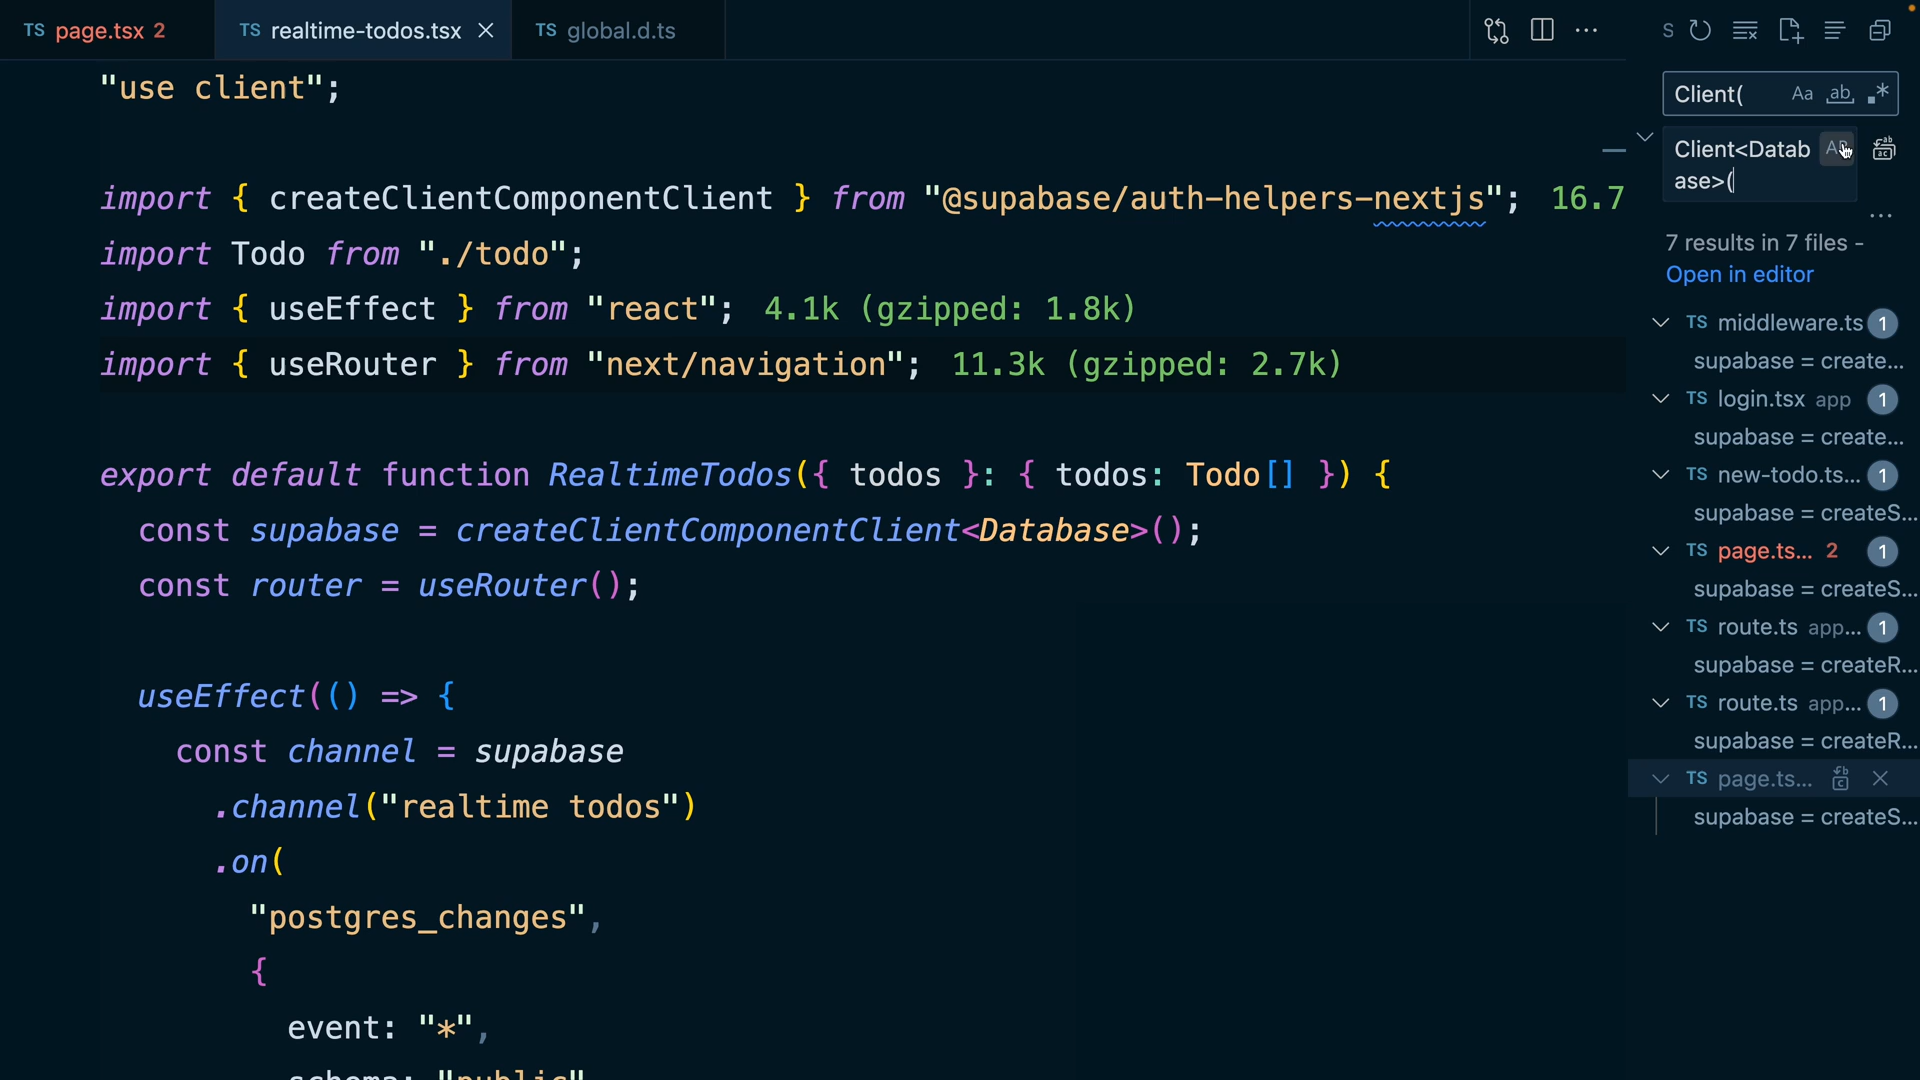 TS page.tsx 2
TS realtime-todos.tsx
TS global.d.ts
S
"use client";
import { createClientComponentClient } from "@supabase/auth-helpers-nextjs"; 16.7
import Todo from "./todo";
import { useEffect } from "react"; 4.1k (gzipped: 1.8k)
import { useRouter } from "next/navigation"; 11.3k (gzipped: 2.7k)
export default function RealtimeTodos({ todos }: { todos: Todo[] }) {
const supabase = createClientComponentClient<Database>();
const router = useRouter();
useEffect(() => {
const channel = supabase
.channel("realtime todos")
.on(
"postgres_changes",
{
event: "*",
schema: "public"
Client(
Aa ab .*
Client<Datab
ase>(
AB
...
7 results in 7 files -
Open in editor
TS middleware.ts 1
supabase = create...
TS login.tsx app 1
supabase = create...
TS new-todo.ts... 1
supabase = createS...
TS page.ts... 2 1
supabase = createS...
TS route.ts app... 1
supabase = createR...
TS route.ts app... 1
supabase = createR...
TS page.ts...
supabase = createS...